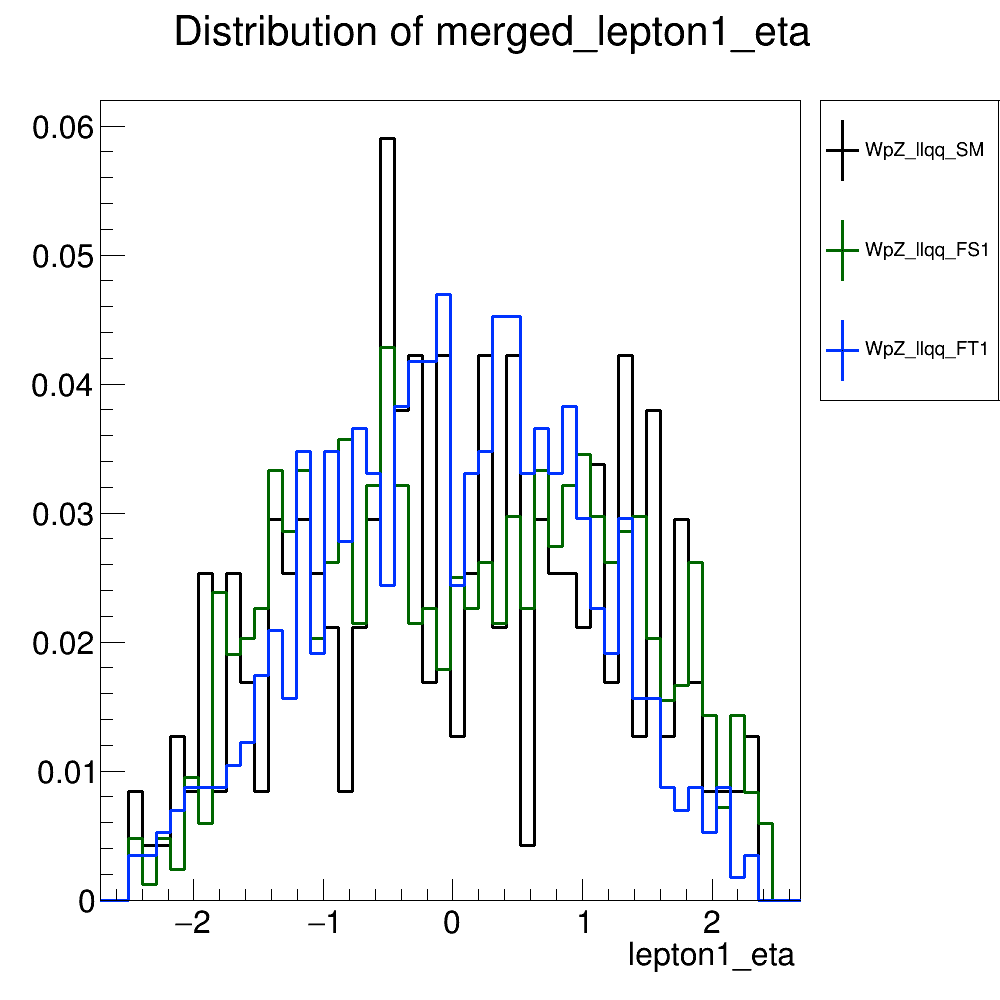 Distribution of merged_lepton1_eta
0.06
0.05
0.04
0.03
0.02
0.01
0
−2
−1
0
1
2
lepton1_eta
WpZ_llqq_SM
WpZ_llqq_FS1
WpZ_llqq_FT1